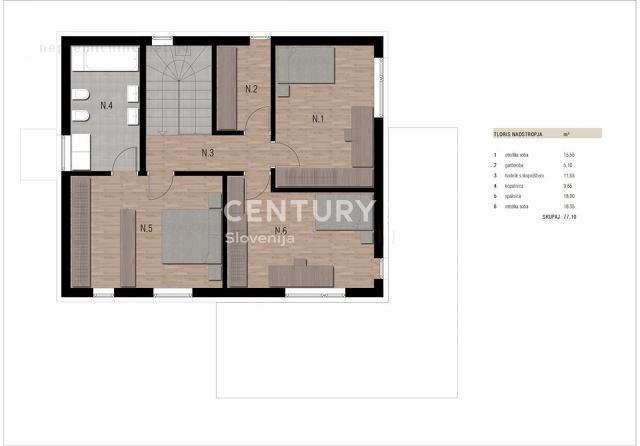 N.4
N.2
N.1
N.3
N.5
N.6
CENTURY
Slovenija
TLORIS NADSTROPJA m²
1 otroška soba 15,55
2 garderoba 5,10
3 hodnik s stopniščem 11,65
4 kopalnica 9,65
5 spalnica 18,80
6 otroška soba 16,35
SKUPAJ: 77,10